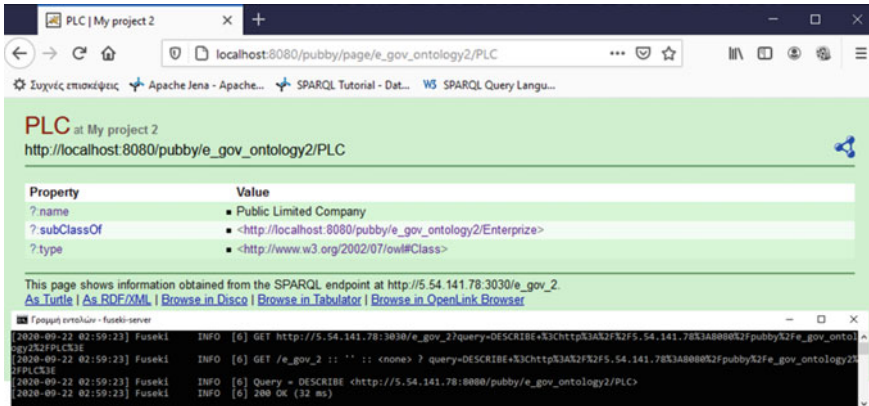 PLC | My project 2
localhost:8080/pubby/page/e_gov_ontology2/PLC
Συχνές επισκέψεις Apache Jena - Apache... SPARQL Tutorial - Dat... W3 SPARQL Query Langu...
PLC at My project 2
http://localhost:8080/pubby/e_gov_ontology2/PLC
Property Value
?:name ▪ Public Limited Company
?:subClassOf ▪ <http://localhost:8080/pubby/e_gov_ontology2/Enterprize>
?:type ▪ <http://www.w3.org/2002/07/owl#Class>
This page shows information obtained from the SPARQL endpoint at http://5.54.141.78:3030/e_gov_2.
As Turtle | As RDF/XML | Browse in Disco | Browse in Tabulator | Browse in OpenLink Browser
Γραμμή εντολών - fuseki-server
[2020-09-22 02:59:23] Fuseki INFO [6] GET http://5.54.141.78:3030/e_gov_2?query=DESCRIBE+%3Chttp%3A%2F%2F5.54.141.78%3A8080%2Fpubby%2Fe_gov_ontol
ogy2%2FPLC%3E
[2020-09-22 02:59:23] Fuseki INFO [6] GET /e_gov_2 :: '' :: <none> ? query=DESCRIBE+%3Chttp%3A%2F%2F5.54.141.78%3A8080%2Fpubby%2Fe_gov_ontology2%
2FPLC%3E
[2020-09-22 02:59:23] Fuseki INFO [6] Query = DESCRIBE <http://5.54.141.78:8080/pubby/e_gov_ontology2/PLC>
[2020-09-22 02:59:23] Fuseki INFO [6] 200 OK (32 ms)